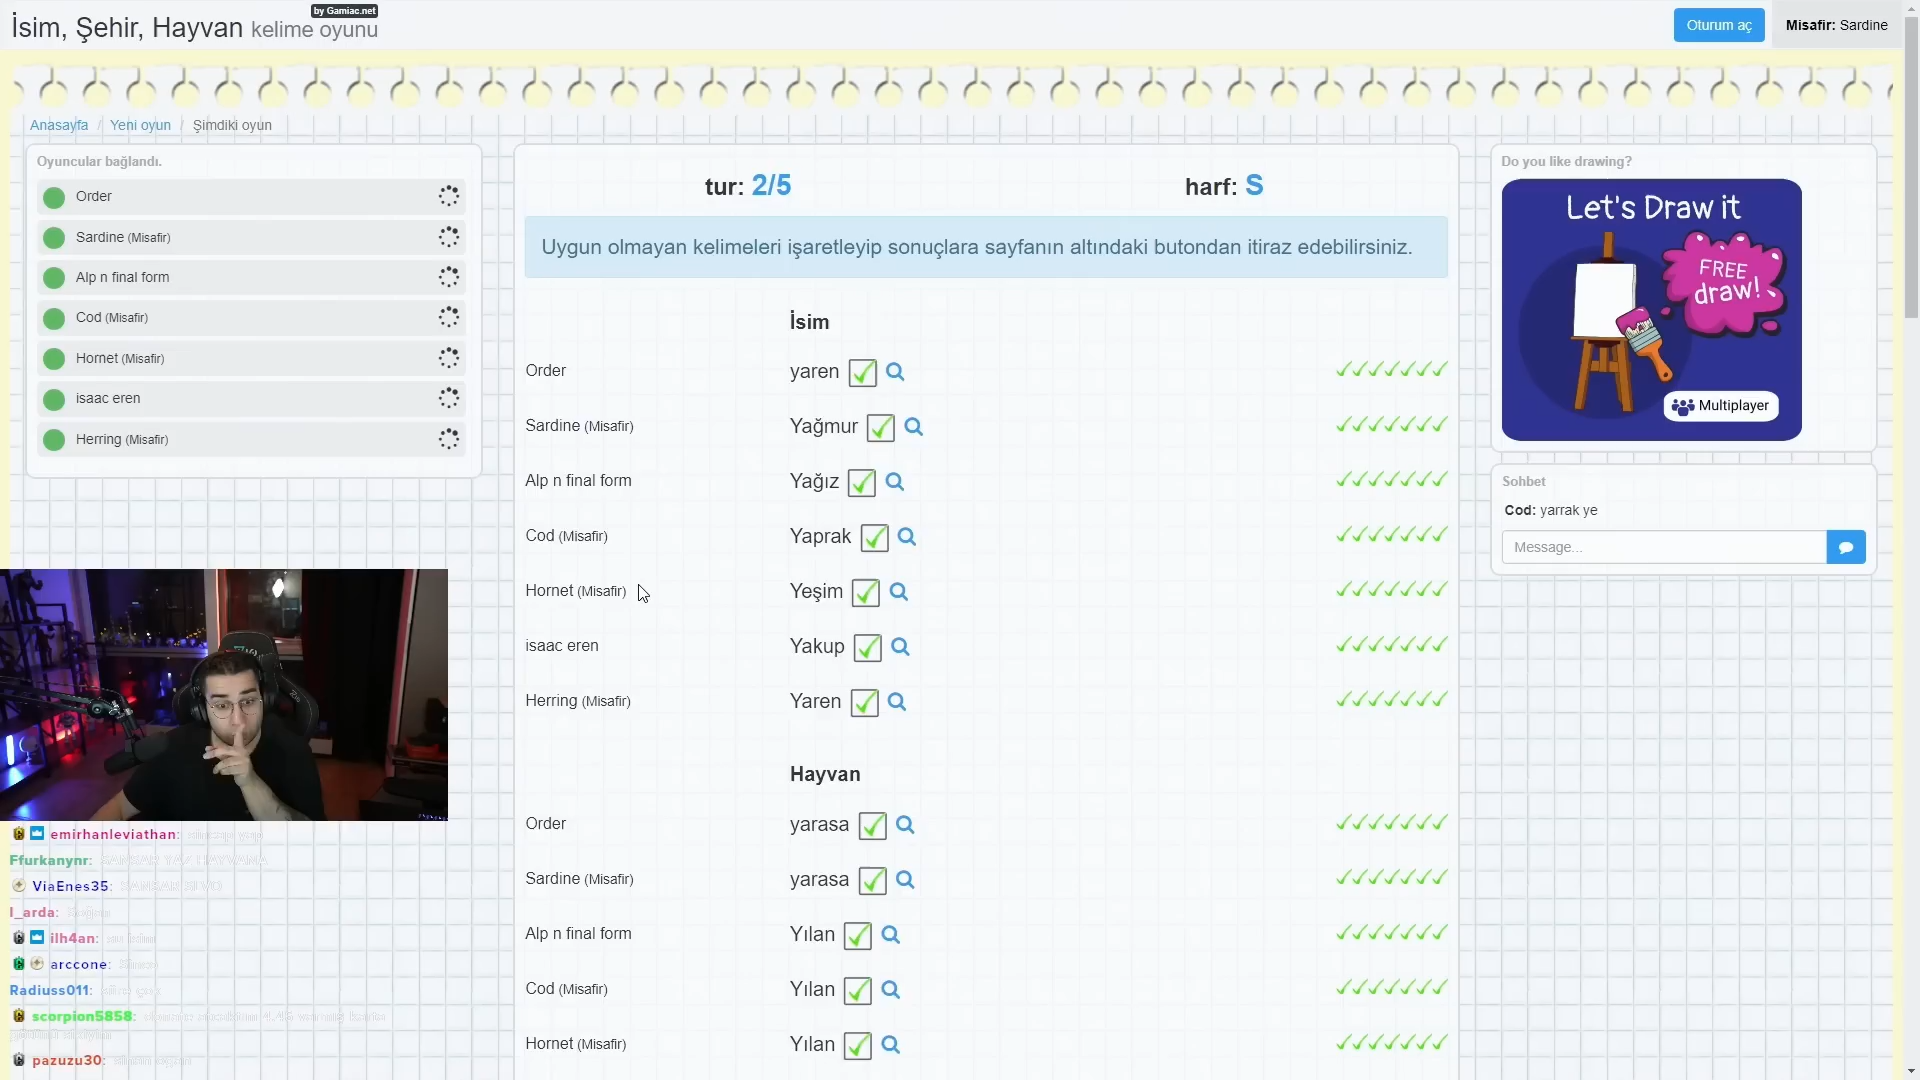 İsim, Şehir, Hayvan kelime oyunu
by Gamiac.net
Oturum aç
Misafir: Sardine
Anasayfa / Yeni oyun / Şimdiki oyun
Oyuncular bağlandı.
Order
Sardine (Misafir)
Alp n final form
Cod (Misafir)
Hornet (Misafir)
isaac eren
Herring (Misafir)
tur: 2/5
harf: S
Uygun olmayan kelimeleri işaretleyip sonuçlara sayfanın altındaki butondan itiraz edebilirsiniz.
İsim
Order yaren
Sardine (Misafir) Yağmur
Alp n final form Yağız
Cod (Misafir) Yaprak
Hornet (Misafir) Yeşim
isaac eren Yakup
Herring (Misafir) Yaren
Hayvan
Order yarasa
Sardine (Misafir) yarasa
Alp n final form Yılan
Cod (Misafir) Yılan
Hornet (Misafir) Yılan
Do you like drawing?
Let's Draw it
FREE
draw!
Multiplayer
Sohbet
Cod: yarrak ye
Message...
emirhanleviathan:
Ffurkanynr: SANSAR YAZ HAYVANA
ViaEnes35:
l_arda:
ilh4an:
arccone:
Radiuss011:
scorpion5858:
pazuzu30: